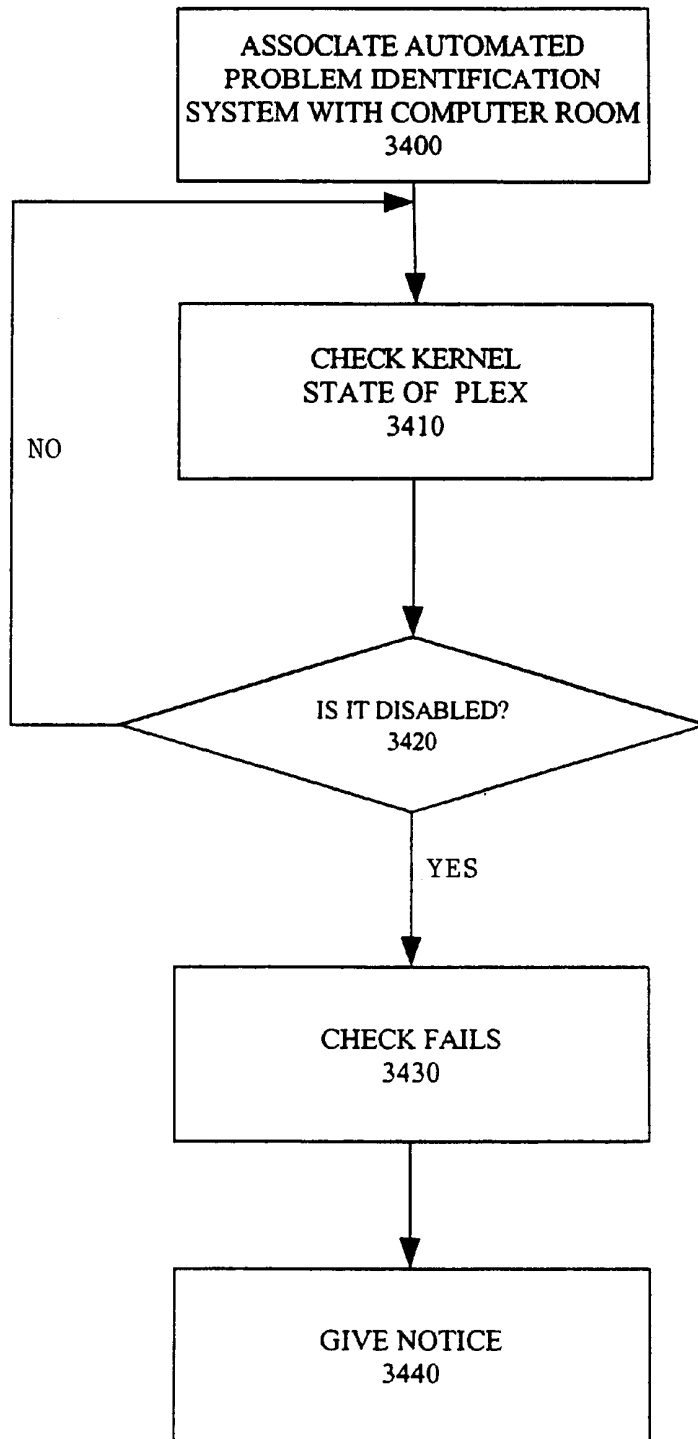 ASSOCIATE AUTOMATED
PROBLEM IDENTIFICATION
SYSTEM WITH COMPUTER ROOM
3400
CHECK KERNEL
STATE OF PLEX
3410
NO
IS IT DISABLED?
3420
YES
CHECK FAILS
3430
GIVE NOTICE
3440